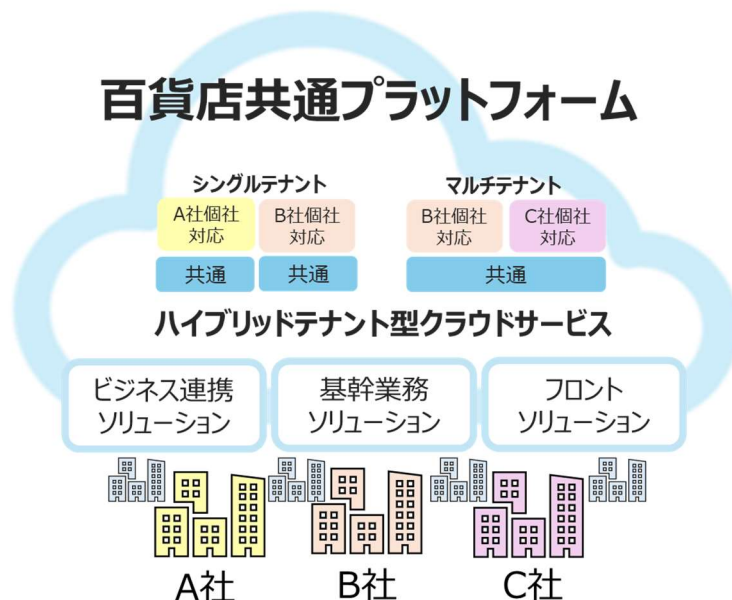 百貨店共通プラットフォーム
シングルテナント
マルチテナント
A社個社
対応
B社個社
対応
B社個社
対応
C社個社
対応
共通
共通
共通
ハイブリッドテナント型クラウドサービス
ビジネス連携
ソリューション
基幹業務
ソリューション
フロント
ソリューション
A社
B社
C社